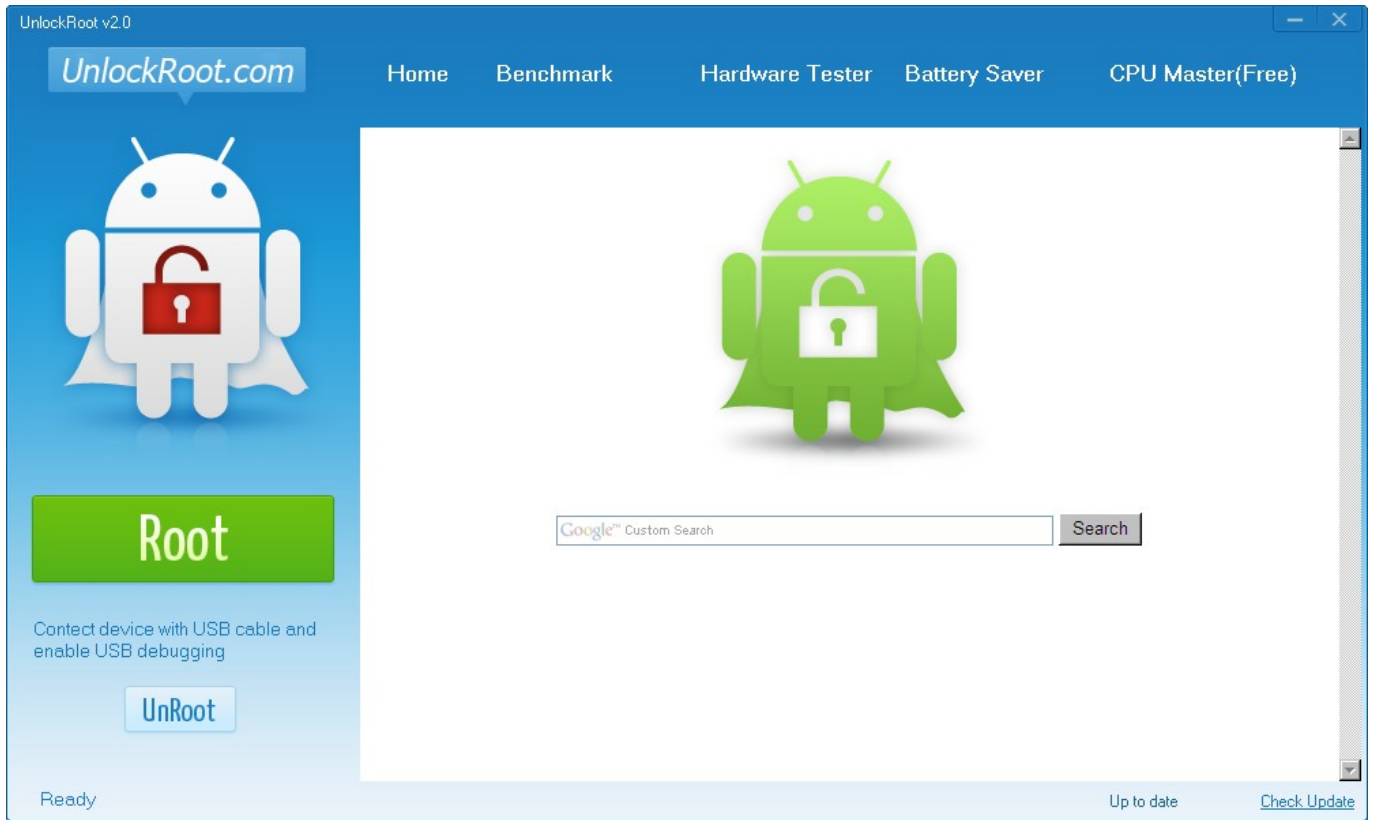 UnlockRoot v2.0
UnlockRoot.com
Home Benchmark Hardware Tester Battery Saver CPU Master(Free)
Root
Contect device with USB cable and
enable USB debugging
UnRoot
Google™ Custom Search
Search
Ready
Up to date
Check Update